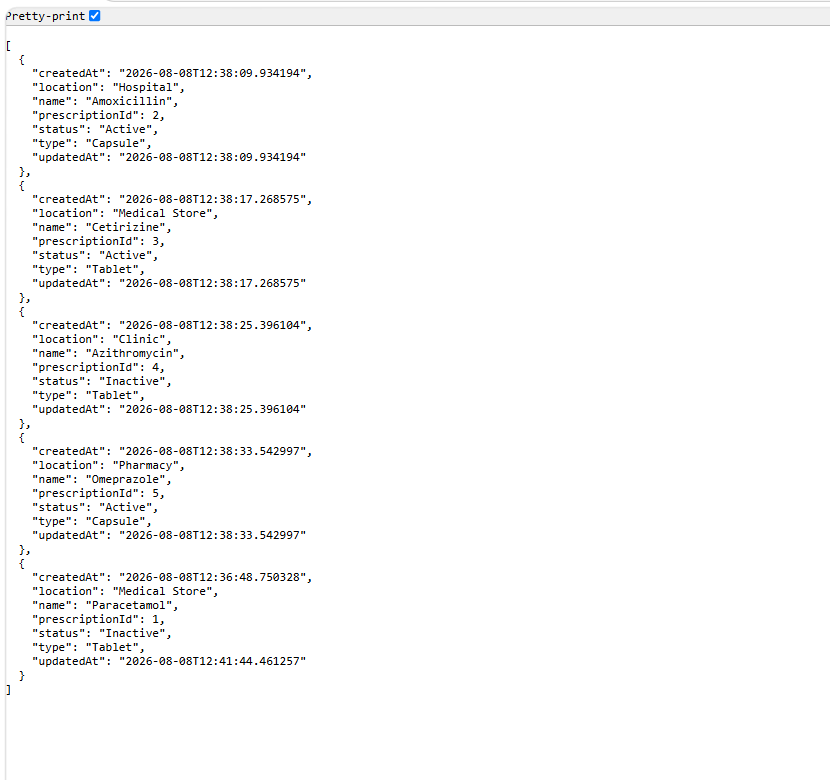 Pretty-print
[
  {
    "createdAt": "2026-08-08T12:38:09.934194",
    "location": "Hospital",
    "name": "Amoxicillin",
    "prescriptionId": 2,
    "status": "Active",
    "type": "Capsule",
    "updatedAt": "2026-08-08T12:38:09.934194"
  },
  {
    "createdAt": "2026-08-08T12:38:17.268575",
    "location": "Medical Store",
    "name": "Cetirizine",
    "prescriptionId": 3,
    "status": "Active",
    "type": "Tablet",
    "updatedAt": "2026-08-08T12:38:17.268575"
  },
  {
    "createdAt": "2026-08-08T12:38:25.396104",
    "location": "Clinic",
    "name": "Azithromycin",
    "prescriptionId": 4,
    "status": "Inactive",
    "type": "Tablet",
    "updatedAt": "2026-08-08T12:38:25.396104"
  },
  {
    "createdAt": "2026-08-08T12:38:33.542997",
    "location": "Pharmacy",
    "name": "Omeprazole",
    "prescriptionId": 5,
    "status": "Active",
    "type": "Capsule",
    "updatedAt": "2026-08-08T12:38:33.542997"
  },
  {
    "createdAt": "2026-08-08T12:36:48.750328",
    "location": "Medical Store",
    "name": "Paracetamol",
    "prescriptionId": 1,
    "status": "Inactive",
    "type": "Tablet",
    "updatedAt": "2026-08-08T12:41:44.461257"
  }
]